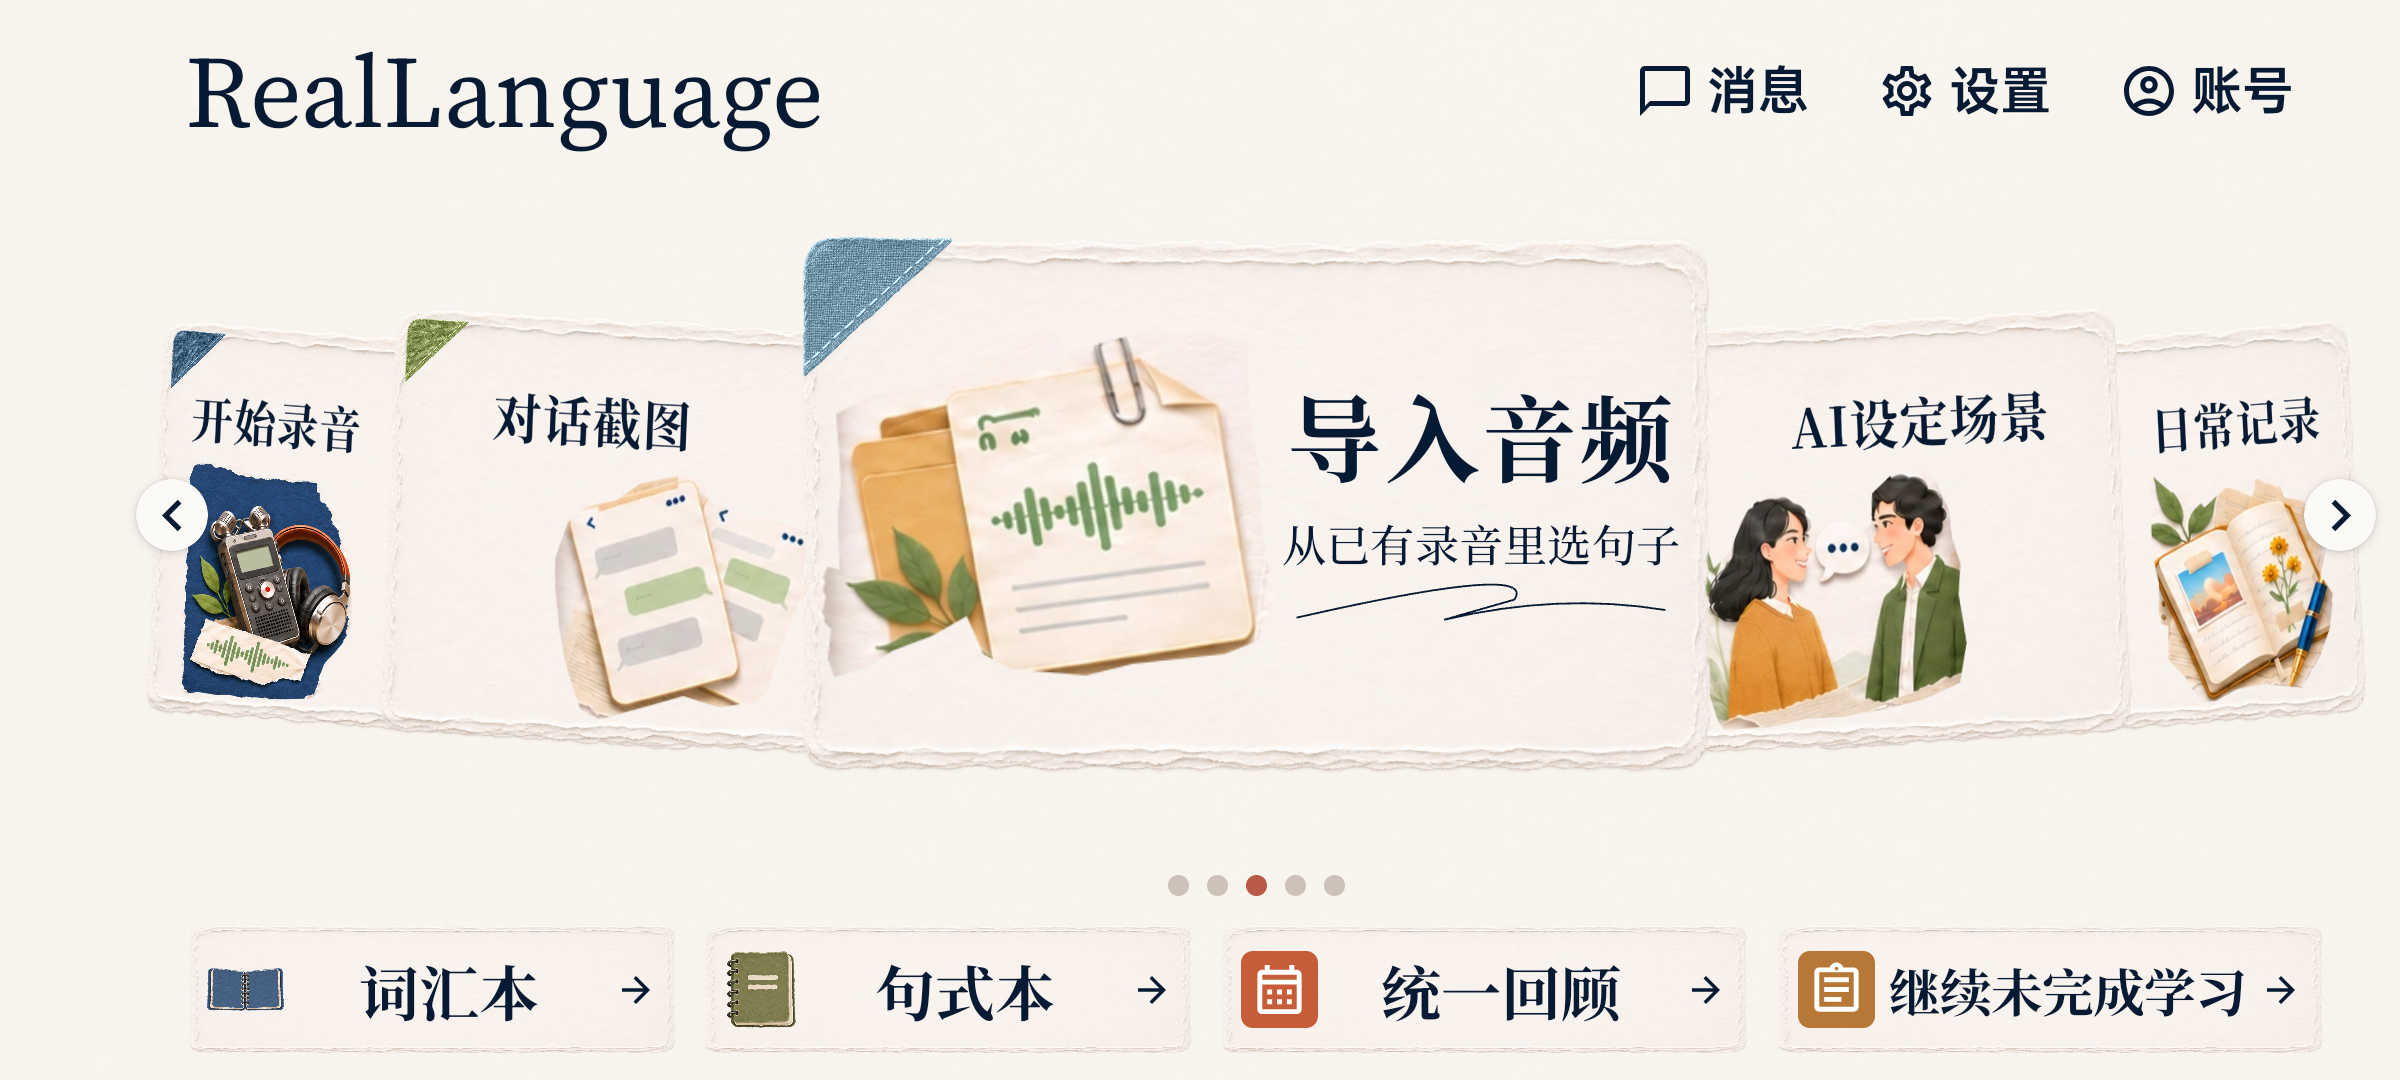 RealLanguage
消息
设置
账号
开始录音
对话截图
导入音频
从已有录音里选句子
AI设定场景
日常记录
词汇本
句式本
统一回顾
继续未完成学习